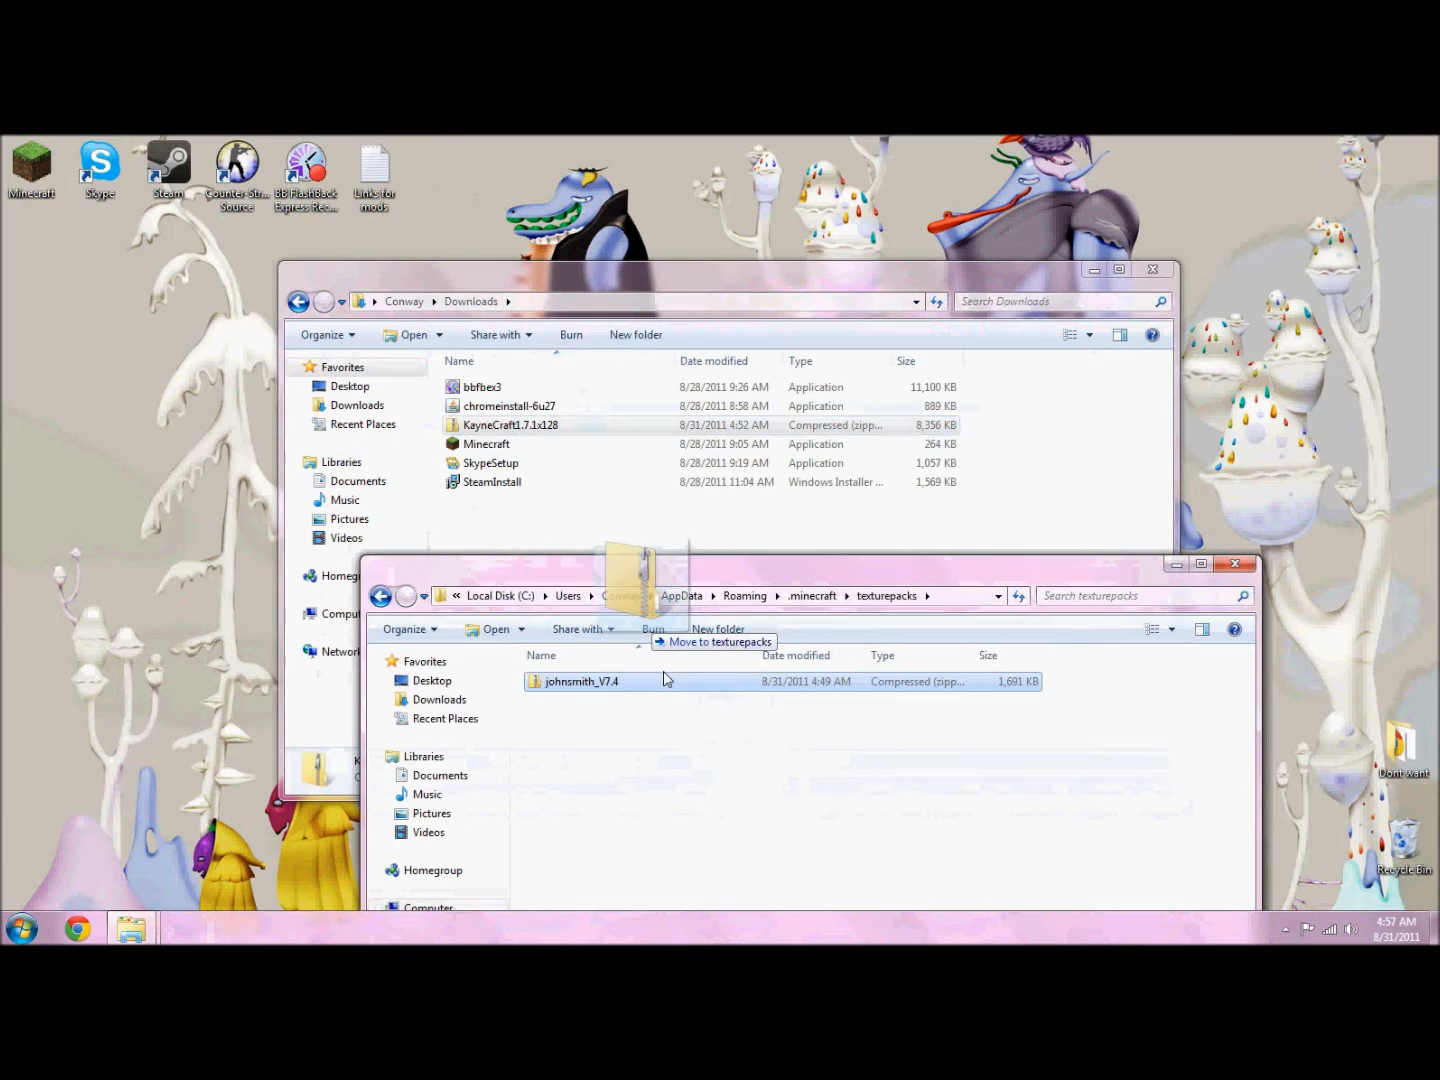 Minecraft
Skype
Steam
Counter-Str... Source
BB FlashBack Express Rec...
Links for mods
Conway Downloads
Search Downloads
Organize Open Share with Burn New folder
Name Date modified Type Size
Favorites
Desktop
Downloads
Recent Places
Libraries
Documents
Music
Pictures
Videos
bbfbex3 8/28/2011 9:26 AM Application 11,100 KB
chromeinstall-6u27 8/28/2011 8:58 AM Application 889 KB
KayneCraft1.7.1x128 8/31/2011 4:52 AM Compressed (zipp... 8,356 KB
Minecraft 8/28/2011 9:05 AM Application 264 KB
SkypeSetup 8/28/2011 9:19 AM Application 1,057 KB
SteamInstall 8/28/2011 11:04 AM Windows Installer ... 1,569 KB
Homeg
Comput
Network
« Local Disk (C:) Users AppData Roaming .minecraft texturepacks
Search texturepacks
Organize Open Share with Burn New folder
Move to texturepacks
Name Date modified Type Size
johnsmith_V7.4 8/31/2011 4:49 AM Compressed (zipp... 1,691 KB
Favorites
Desktop
Downloads
Recent Places
Libraries
Documents
Music
Pictures
Videos
Homegroup
Computer
Dont want
Recycle Bin
4:57 AM
8/31/2011